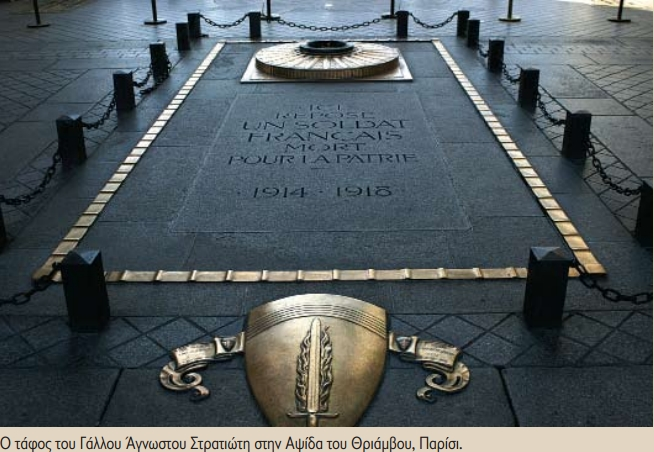 ICI
REPOSE
UN SOLDAT
FRANÇAIS
MORT
POUR LA PATRIE
1914 · 1918
Ο τάφος του Γάλλου Άγνωστου Στρατιώτη στην Αψίδα του Θριάμβου, Παρίσι.